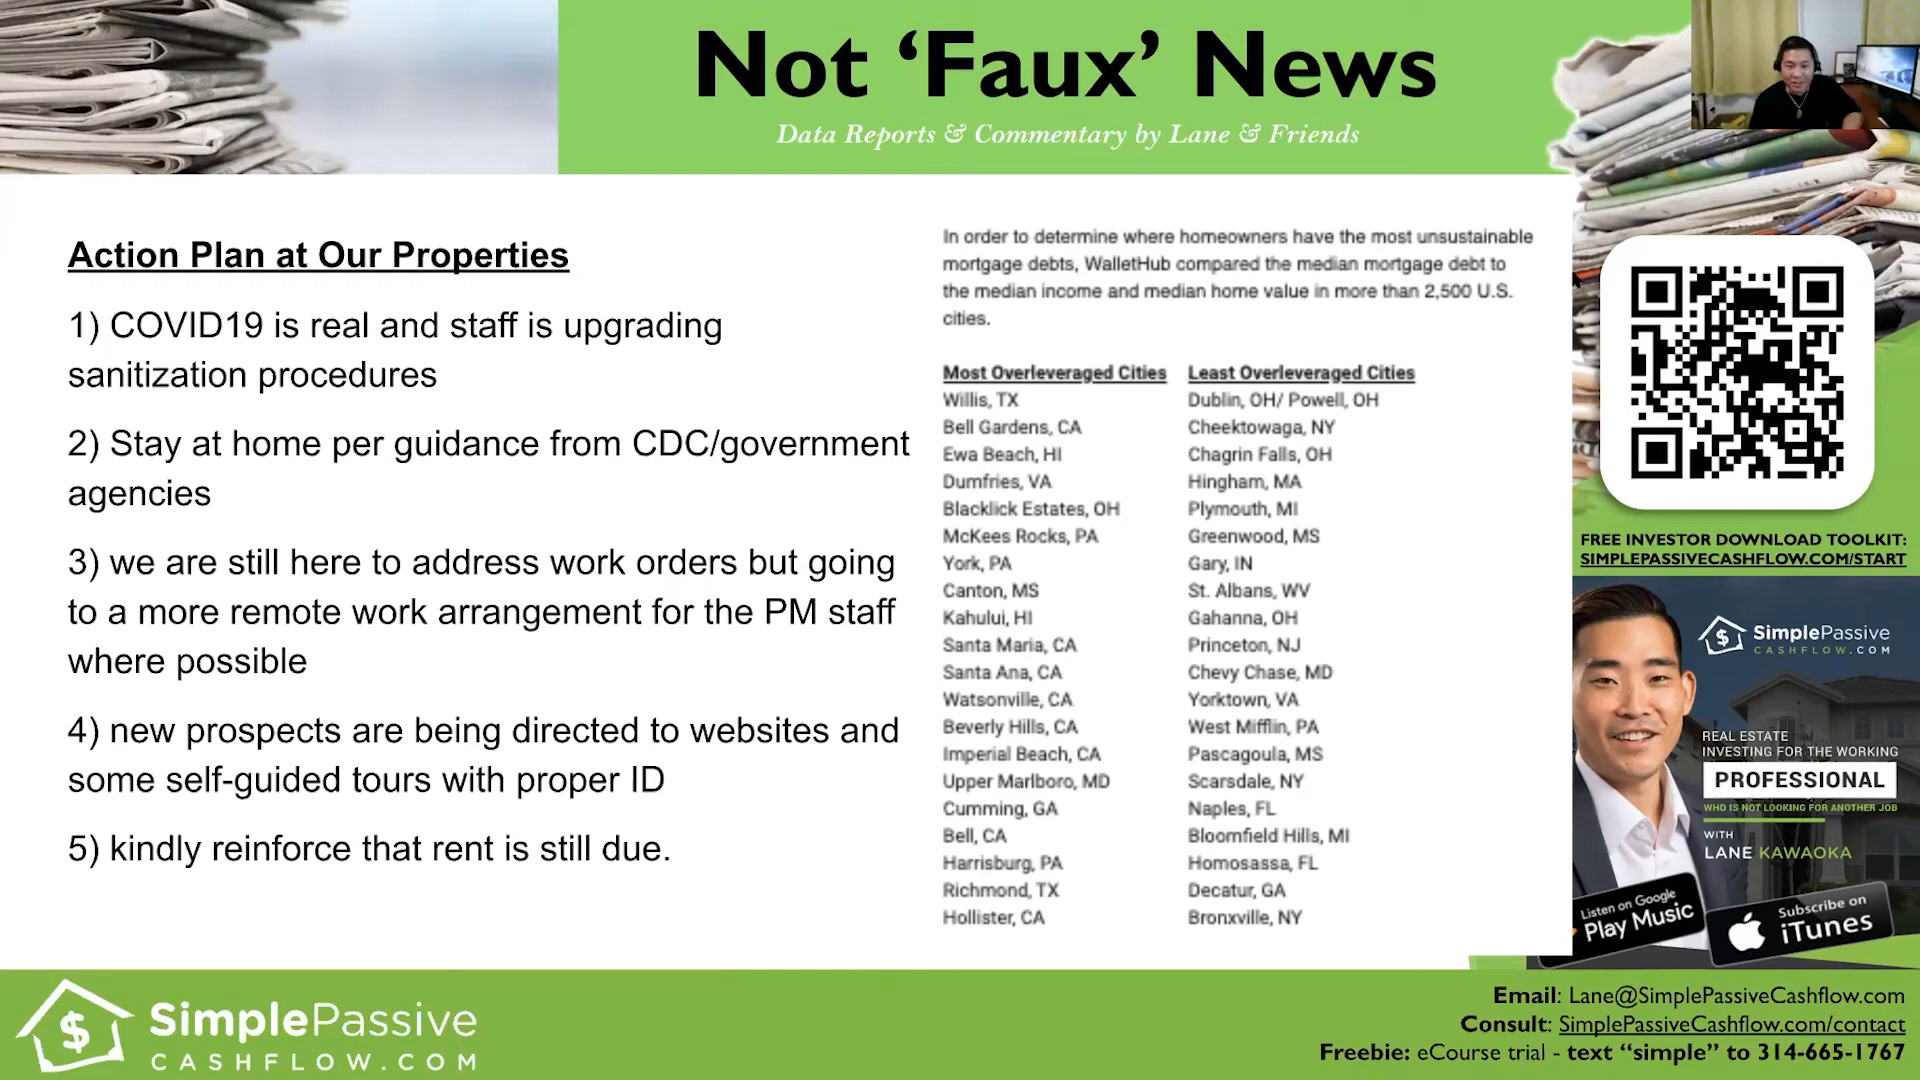 Not ‘Faux’ News
Data Reports & Commentary by Lane & Friends
Action Plan at Our Properties
1) COVID19 is real and staff is upgrading
sanitization procedures
2) Stay at home per guidance from CDC/government
agencies
3) we are still here to address work orders but going
to a more remote work arrangement for the PM staff
where possible
4) new prospects are being directed to websites and
some self-guided tours with proper ID
5) kindly reinforce that rent is still due.
In order to determine where homeowners have the most unsustainable
mortgage debts, WalletHub compared the median mortgage debt to
the median income and median home value in more than 2,500 U.S.
cities.
Most Overleveraged Cities Least Overleveraged Cities
Willis, TX Dublin, OH/ Powell, OH
Bell Gardens, CA Cheektowaga, NY
Ewa Beach, HI Chagrin Falls, OH
Dumfries, VA Hingham, MA
Blacklick Estates, OH Plymouth, MI
McKees Rocks, PA Greenwood, MS
York, PA Gary, IN
Canton, MS St. Albans, WV
Kahului, HI Gahanna, OH
Santa Maria, CA Princeton, NJ
Santa Ana, CA Chevy Chase, MD
Watsonville, CA Yorktown, VA
Beverly Hills, CA West Mifflin, PA
Imperial Beach, CA Pascagoula, MS
Upper Marlboro, MD Scarsdale, NY
Cumming, GA Naples, FL
Bell, CA Bloomfield Hills, MI
Harrisburg, PA Homosassa, FL
Richmond, TX Decatur, GA
Hollister, CA Bronxville, NY
FREE INVESTOR DOWNLOAD TOOLKIT:
SIMPLEPASSIVECASHFLOW.COM/START
$ SimplePassive
CASHFLOW.COM
REAL ESTATE
INVESTING FOR THE WORKING
PROFESSIONAL
WHO IS NOT LOOKING FOR ANOTHER JOB
WITH
LANE KAWAOKA
Listen on Google
Play Music
Subscribe on
iTunes
$ SimplePassive
CASHFLOW.COM
Email: Lane@SimplePassiveCashflow.com
Consult: SimplePassiveCashflow.com/contact
Freebie: eCourse trial - text “simple” to 314-665-1767